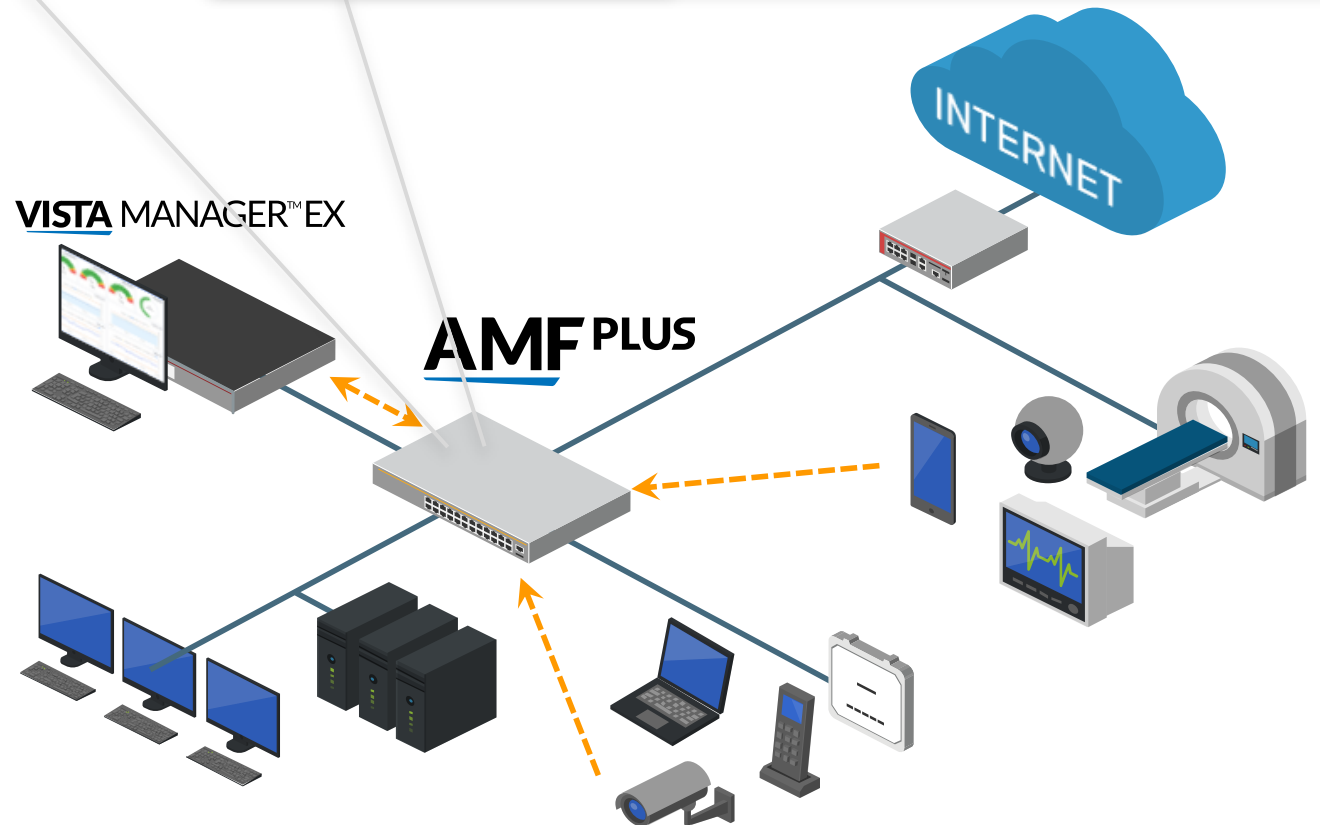 INTERNET
VISTA MANAGER™ EX
AMF PLUS